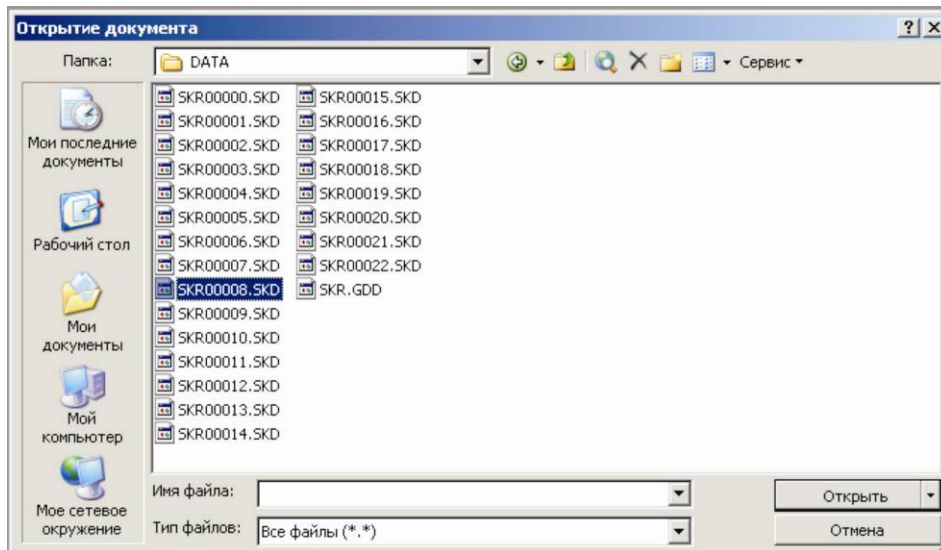 Открытие документа
Папка:
DATA
Сервис
Мои последние
документы
Рабочий стол
Мои
документы
Мой
компьютер
Мое сетевое
окружение
SKR00000.SKD
SKR00001.SKD
SKR00002.SKD
SKR00003.SKD
SKR00004.SKD
SKR00005.SKD
SKR00006.SKD
SKR00007.SKD
SKR00008.SKD
SKR00009.SKD
SKR00010.SKD
SKR00011.SKD
SKR00012.SKD
SKR00013.SKD
SKR00014.SKD
SKR00015.SKD
SKR00016.SKD
SKR00017.SKD
SKR00018.SKD
SKR00019.SKD
SKR00020.SKD
SKR00021.SKD
SKR00022.SKD
SKR.GDD
Имя файла:
Открыть
Тип файлов:
Все файлы (*.*)
Отмена